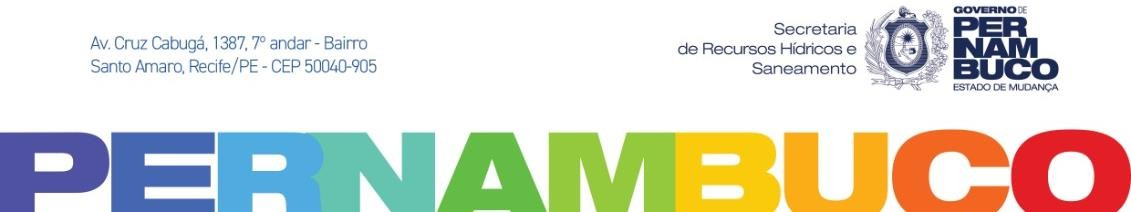 Av. Cruz Cabugá, 1387, 7º andar - Bairro
Santo Amaro, Recife/PE - CEP 50040-905
Secretaria
de Recursos Hídricos e
Saneamento
GOVERNO DE
PER
NAM
BUCO
ESTADO DE MUDANÇA
PERNAMBUCO